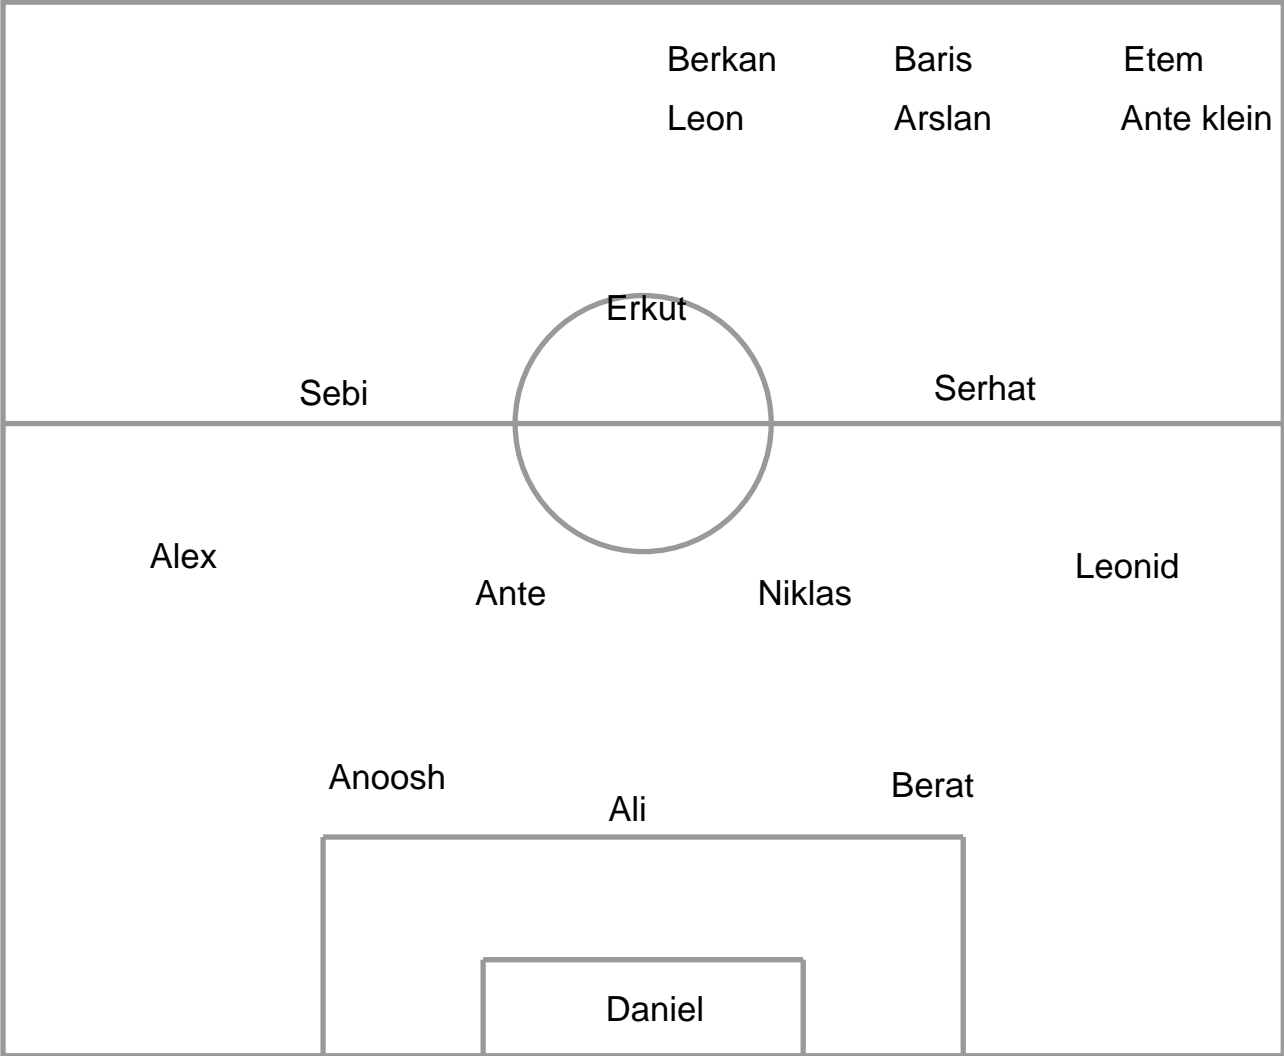 Berkan Baris Etem
Leon Arslan Ante klein
Erkut
Sebi Serhat
Alex Leonid
Ante Niklas
Anoosh Berat
Ali
Daniel